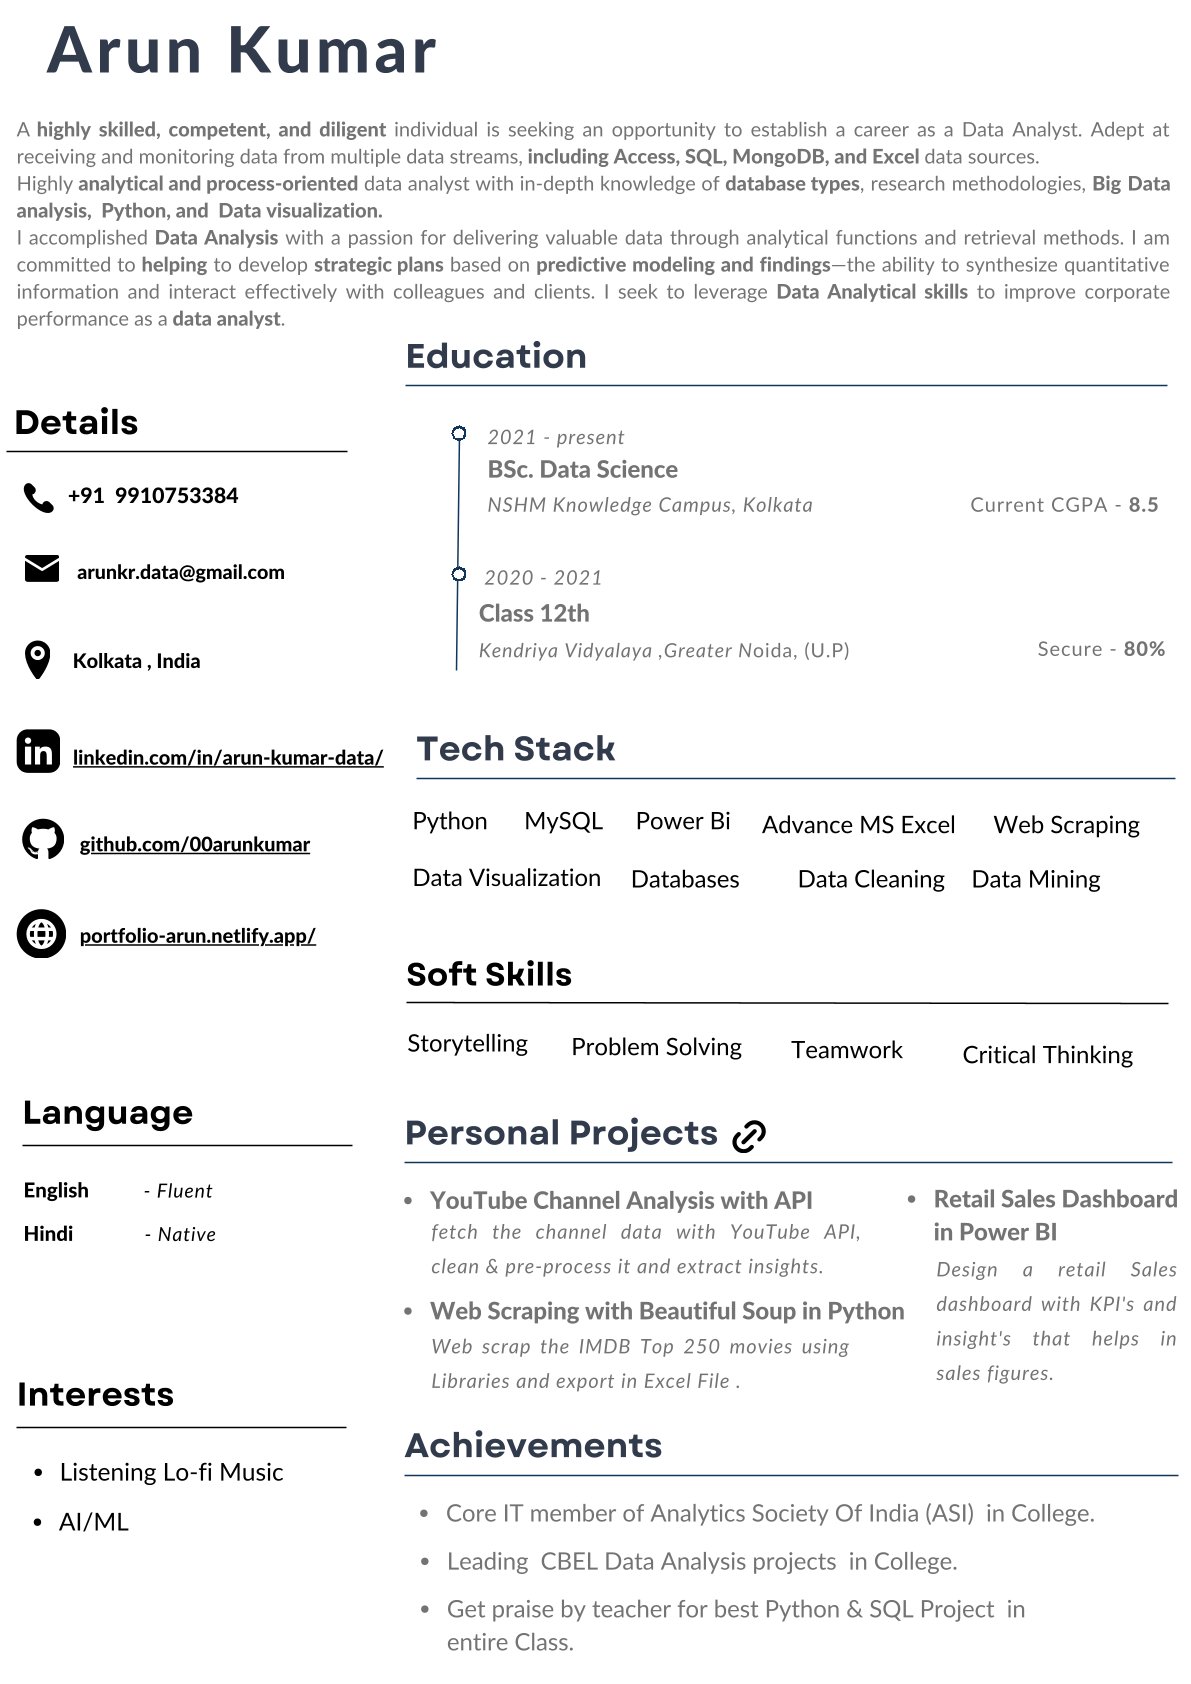 Arun Kumar
A highly skilled, competent, and diligent individual is seeking an opportunity to establish a career as a Data Analyst. Adept at
receiving and monitoring data from multiple data streams, including Access, SQL, MongoDB, and Excel data sources.
Highly analytical and process-oriented data analyst with in-depth knowledge of database types, research methodologies, Big Data
analysis, Python, and Data visualization.
I accomplished Data Analysis with a passion for delivering valuable data through analytical functions and retrieval methods. I am
committed to helping to develop strategic plans based on predictive modeling and findings—the ability to synthesize quantitative
information and interact effectively with colleagues and clients. I seek to leverage Data Analytical skills to improve corporate
performance as a data analyst.
Details
+91 9910753384
arunkr.data@gmail.com
Kolkata , India
linkedin.com/in/arun-kumar-data/
github.com/00arunkumar
portfolio-arun.netlify.app/
Language
English - Fluent
Hindi - Native
Interests
• Listening Lo-fi Music
• AI/ML
Education
2021 - present
BSc. Data Science
NSHM Knowledge Campus, Kolkata Current CGPA - 8.5
2020 - 2021
Class 12th
Kendriya Vidyalaya ,Greater Noida, (U.P) Secure - 80%
Tech Stack
Python MySQL Power Bi Advance MS Excel Web Scraping
Data Visualization Databases Data Cleaning Data Mining
Soft Skills
Storytelling Problem Solving Teamwork Critical Thinking
Personal Projects
• YouTube Channel Analysis with API
fetch the channel data with YouTube API,
clean & pre-process it and extract insights.
• Web Scraping with Beautiful Soup in Python
Web scrap the IMDB Top 250 movies using
Libraries and export in Excel File .
• Retail Sales Dashboard
in Power BI
Design a retail Sales
dashboard with KPI's and
insight's that helps in
sales figures.
Achievements
• Core IT member of Analytics Society Of India (ASI) in College.
• Leading CBEL Data Analysis projects in College.
• Get praise by teacher for best Python & SQL Project in
entire Class.